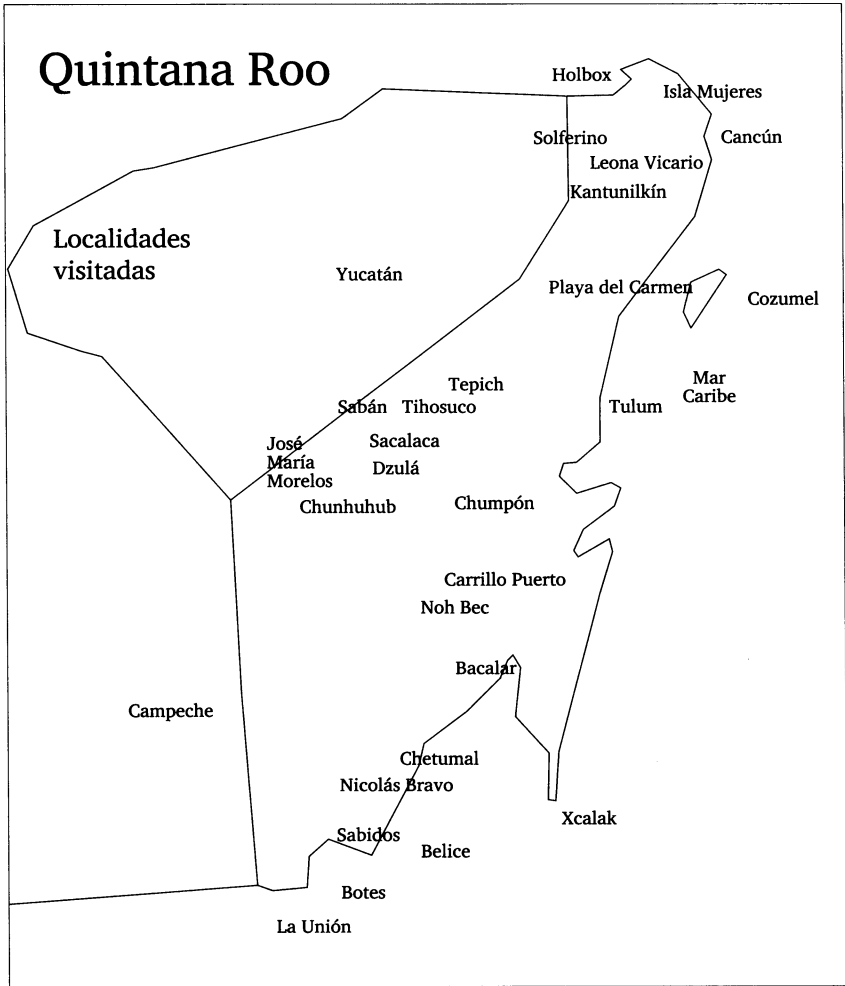 Quintana Roo
Holbox
Isla Mujeres
Solferino
Cancún
Leona Vicario
Kantunilkín
Localidades
visitadas
Yucatán
Playa del Carmen
Cozumel
Mar
Caribe
Tepich
Sabán
Tihosuco
Tulum
José
María
Morelos
Sacalaca
Dzulá
Chunhuhub
Chumpón
Carrillo Puerto
Noh Bec
Bacalar
Campeche
Chetumal
Nicolás Bravo
Xcalak
Sabidos
Belice
Botes
La Unión